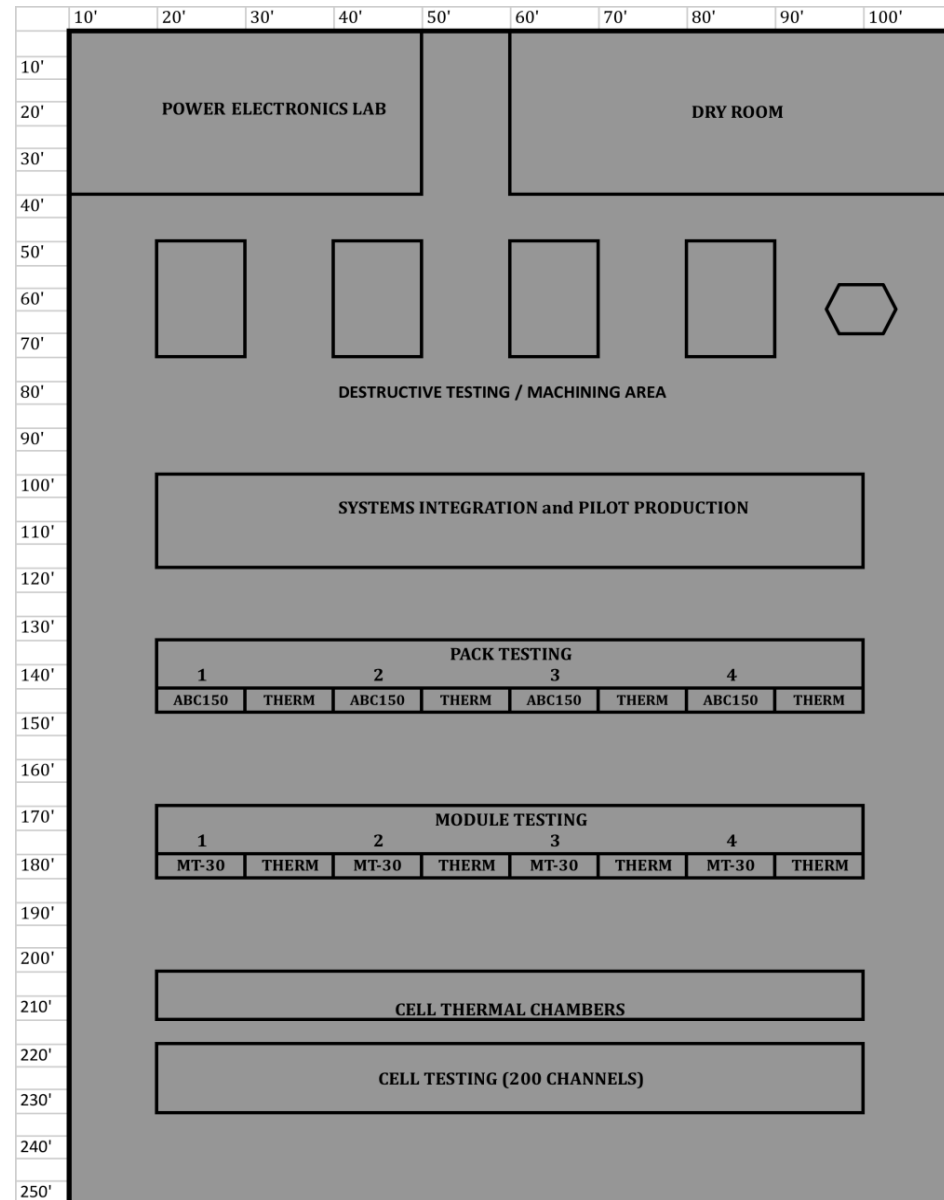 10' 20' 30' 40' 50' 60' 70' 80' 90' 100'
10'
POWER ELECTRONICS LAB DRY ROOM
20'
30'
40'
50'
60'
70'
80' DESTRUCTIVE TESTING / MACHINING AREA
90'
100'
SYSTEMS INTEGRATION and PILOT PRODUCTION
110'
120'
130'
PACK TESTING
140' 1 2 3 4
ABC150 THERM ABC150 THERM ABC150 THERM ABC150 THERM
150'
160'
170' MODULE TESTING
1 2 3 4
180' MT-30 THERM MT-30 THERM MT-30 THERM MT-30 THERM
190'
200'
210' CELL THERMAL CHAMBERS
220'
CELL TESTING (200 CHANNELS)
230'
240'
250'